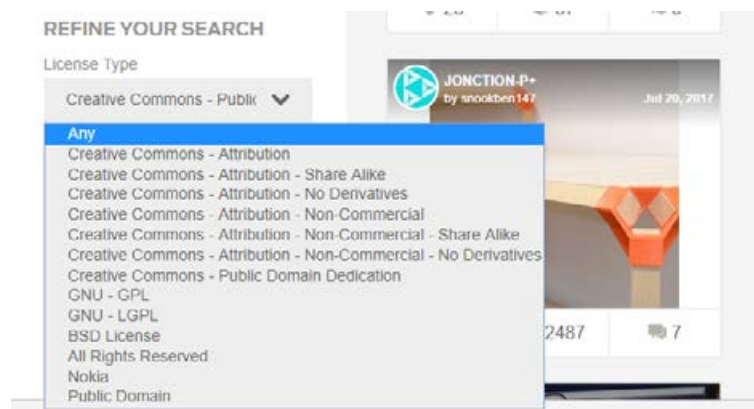 REFINE YOUR SEARCH
License Type
Creative Commons - Public
Any
Creative Commons - Attribution
Creative Commons - Attribution - Share Alike
Creative Commons - Attribution - No Derivatives
Creative Commons - Attribution - Non-Commercial
Creative Commons - Attribution - Non-Commercial - Share Alike
Creative Commons - Attribution - Non-Commercial - No Derivatives
Creative Commons - Public Domain Dedication
GNU - GPL
GNU - LGPL
BSD License
All Rights Reserved
Nokia
Public Domain
JONCTION-P+
by snookben147
Jul 20, 2017
2487
7